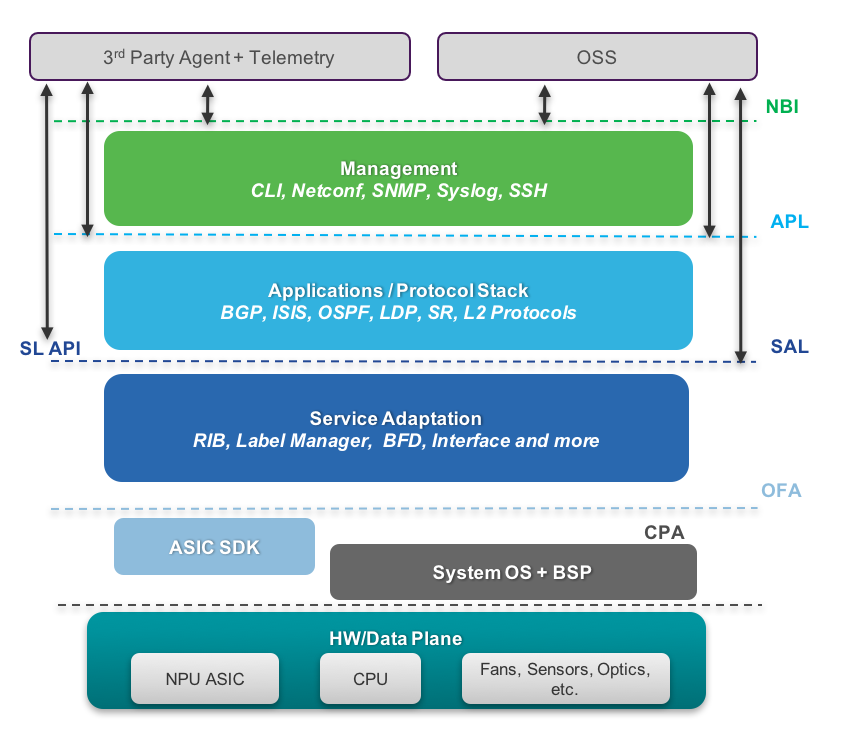 3rd Party Agent + Telemetry
OSS
NBI
Management
CLI, Netconf, SNMP, Syslog, SSH
APL
Applications / Protocol Stack
BGP, ISIS, OSPF, LDP, SR, L2 Protocols
SL API
SAL
Service Adaptation
RIB, Label Manager, BFD, Interface and more
OFA
CPA
ASIC SDK
System OS + BSP
HW/Data Plane
NPU ASIC
CPU
Fans, Sensors, Optics,
etc.